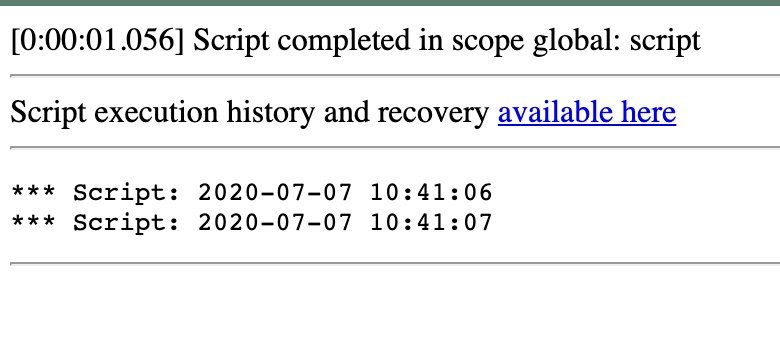 [0:00:01.056] Script completed in scope global: script
Script execution history and recovery available here
*** Script: 2020-07-07 10:41:06
*** Script: 2020-07-07 10:41:07